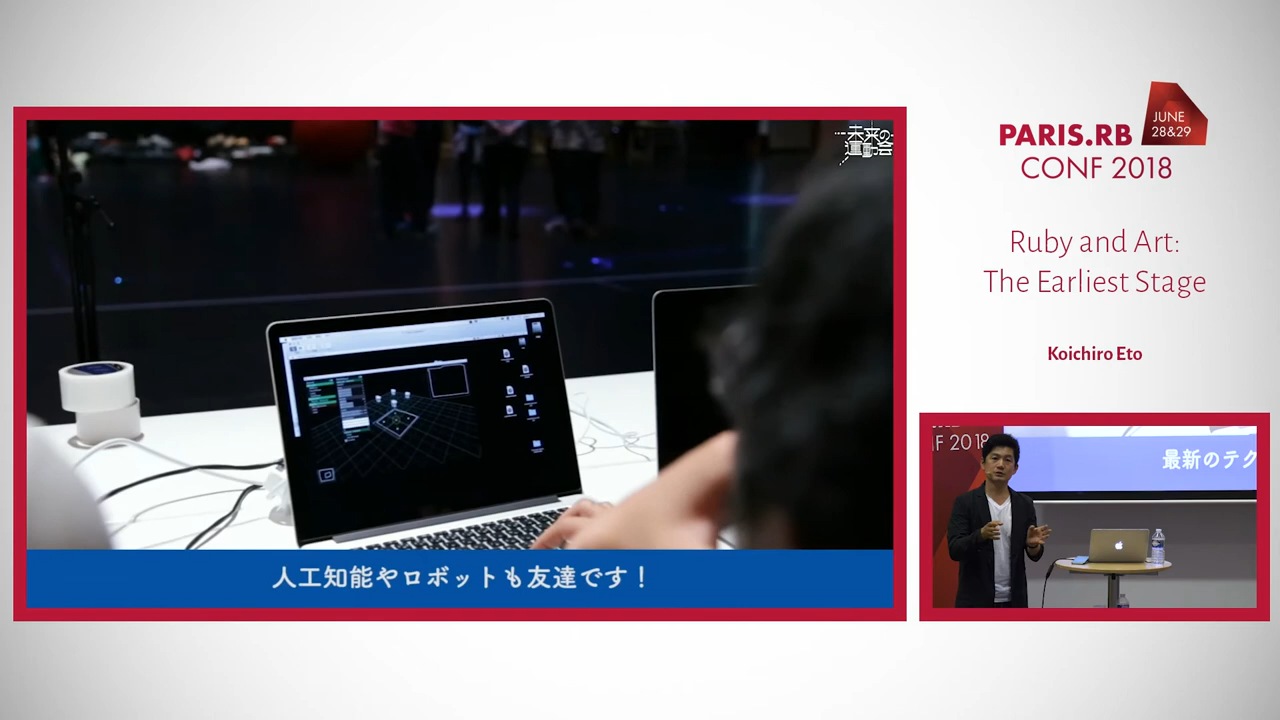 未来の
運動会
人工知能やロボットも友達です！
PARIS.RB
JUNE
28&29
CONF 2018
Ruby and Art:
The Earliest Stage
Koichiro Eto
F 2018
最新のテク